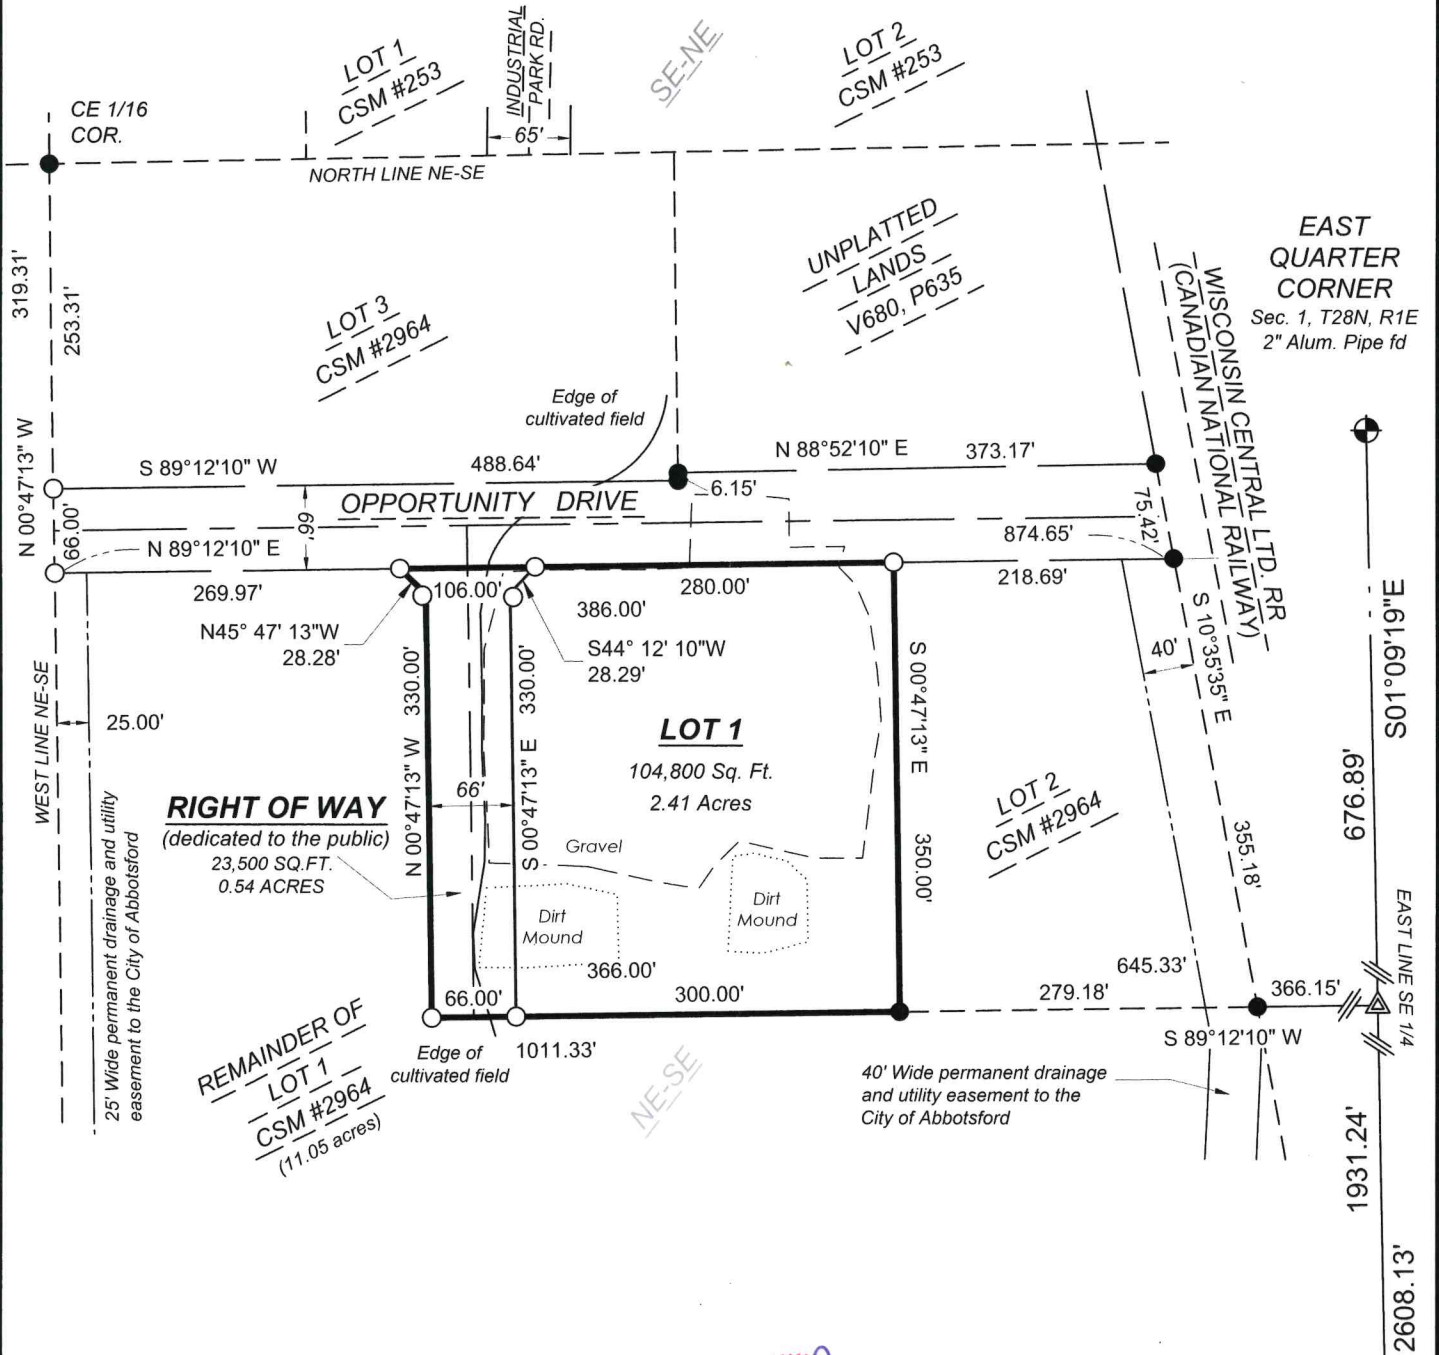 LOT 1
CSM #253
INDUSTRIAL
PARK RD.
SE-NE
LOT 2
CSM #253
CE 1/16
COR.
65'
NORTH LINE NE-SE
319.31'
253.31'
LOT 3
CSM #2964
UNPLATTED
LANDS
V680, P635
WISCONSIN CENTRAL LTD. RR
(CANADIAN NATIONAL RAILWAY)
EAST
QUARTER
CORNER
Sec. 1, T28N, R1E
2" Alum. Pipe fd
Edge of
cultivated field
N 00°47'13" W
S 89°12'10" W
488.64'
N 88°52'10" E
373.17'
6.15'
66.00'
66'
OPPORTUNITY DRIVE
75.42'
874.65'
N 89°12'10" E
269.97'
106.00'
280.00'
218.69'
386.00'
N45° 47' 13"W
28.28'
S44° 12' 10"W
28.29'
40'
S 10°35'35" E
S01°09'19"E
WEST LINE NE-SE
25.00'
N 00°47'13" W 330.00'
S 00°47'13" E 330.00'
LOT 1
104,800 Sq. Ft.
2.41 Acres
S 00°47'13" E
350.00'
66'
RIGHT OF WAY
(dedicated to the public)
23,500 SQ.FT.
0.54 ACRES
25' Wide permanent drainage and utility
easement to the City of Abbotsford
Gravel
Dirt
Mound
Dirt
Mound
LOT 2
CSM #2964
355.18'
676.89'
EAST LINE SE 1/4
366.00'
645.33'
66.00'
300.00'
279.18'
366.15'
S 89°12'10" W
Edge of
cultivated field
1011.33'
REMAINDER OF
LOT 1
CSM #2964
(11.05 acres)
NE-SE
40' Wide permanent drainage
and utility easement to the
City of Abbotsford
1931.24'
2608.13'